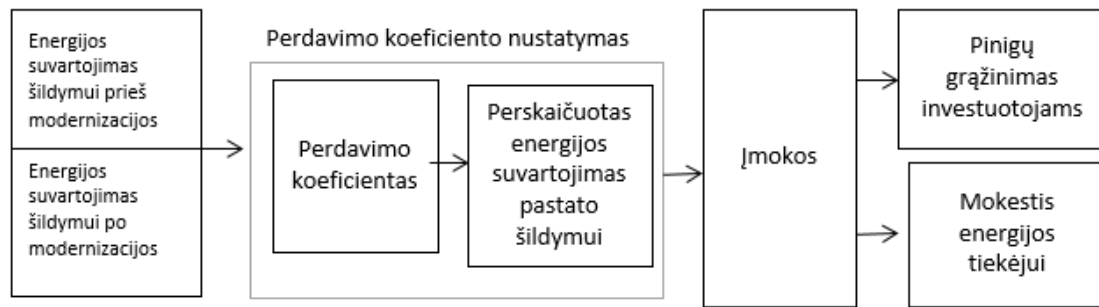 Energijos
suvartojimas
šildymui prieš
modernizacijos
Energijos
suvartojimas
šildymui po
modernizacijos
Perdavimo koeficiento nustatymas
Perdavimo
koeficientas
Perskaičuotas
energijos
suvartojimas
pastato
šildymui
Įmokos
Pinigų
grąžinimas
investuotojams
Mokestis
energijos
tiekėjui